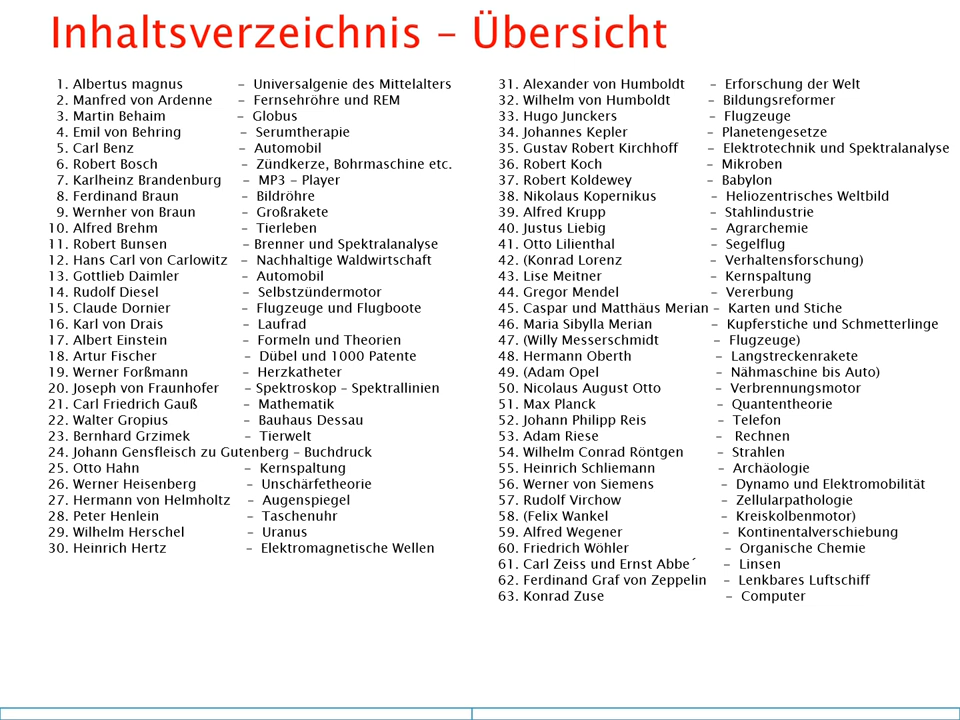 Inhaltsverzeichnis – Übersicht
1. Albertus magnus – Universalgenie des Mittelalters
2. Manfred von Ardenne – Fernsehröhre und REM
3. Martin Behaim – Globus
4. Emil von Behring – Serumtherapie
5. Carl Benz – Automobil
6. Robert Bosch – Zündkerze, Bohrmaschine etc.
7. Karlheinz Brandenburg – MP3 – Player
8. Ferdinand Braun – Bildröhre
9. Wernher von Braun – Großrakete
10. Alfred Brehm – Tierleben
11. Robert Bunsen – Brenner und Spektralanalyse
12. Hans Carl von Carlowitz – Nachhaltige Waldwirtschaft
13. Gottlieb Daimler – Automobil
14. Rudolf Diesel – Selbstzündermotor
15. Claude Dornier – Flugzeuge und Flugboote
16. Karl von Drais – Laufrad
17. Albert Einstein – Formeln und Theorien
18. Artur Fischer – Dübel und 1000 Patente
19. Werner Forßmann – Herzkatheter
20. Joseph von Fraunhofer – Spektroskop – Spektrallinien
21. Carl Friedrich Gauß – Mathematik
22. Walter Gropius – Bauhaus Dessau
23. Bernhard Grzimek – Tierwelt
24. Johann Gensfleisch zu Gutenberg – Buchdruck
25. Otto Hahn – Kernspaltung
26. Werner Heisenberg – Unschärfetheorie
27. Hermann von Helmholtz – Augenspiegel
28. Peter Henlein – Taschenuhr
29. Wilhelm Herschel – Uranus
30. Heinrich Hertz – Elektromagnetische Wellen
31. Alexander von Humboldt – Erforschung der Welt
32. Wilhelm von Humboldt – Bildungsreformer
33. Hugo Junckers – Flugzeuge
34. Johannes Kepler – Planetengesetze
35. Gustav Robert Kirchhoff – Elektrotechnik und Spektralanalyse
36. Robert Koch – Mikroben
37. Robert Koldewey – Babylon
38. Nikolaus Kopernikus – Heliozentrisches Weltbild
39. Alfred Krupp – Stahlindustrie
40. Justus Liebig – Agrarchemie
41. Otto Lilienthal – Segelflug
42. (Konrad Lorenz – Verhaltensforschung)
43. Lise Meitner – Kernspaltung
44. Gregor Mendel – Vererbung
45. Caspar und Matthäus Merian – Karten und Stiche
46. Maria Sibylla Merian – Kupferstiche und Schmetterlinge
47. (Willy Messerschmidt – Flugzeuge)
48. Hermann Oberth – Langstreckenrakete
49. (Adam Opel – Nähmaschine bis Auto)
50. Nicolaus August Otto – Verbrennungsmotor
51. Max Planck – Quantentheorie
52. Johann Philipp Reis – Telefon
53. Adam Riese – Rechnen
54. Wilhelm Conrad Röntgen – Strahlen
55. Heinrich Schliemann – Archäologie
56. Werner von Siemens – Dynamo und Elektromobilität
57. Rudolf Virchow – Zellularpathologie
58. (Felix Wankel – Kreiskolbenmotor)
59. Alfred Wegener – Kontinentalverschiebung
60. Friedrich Wöhler – Organische Chemie
61. Carl Zeiss und Ernst Abbe´ – Linsen
62. Ferdinand Graf von Zeppelin – Lenkbares Luftschiff
63. Konrad Zuse – Computer